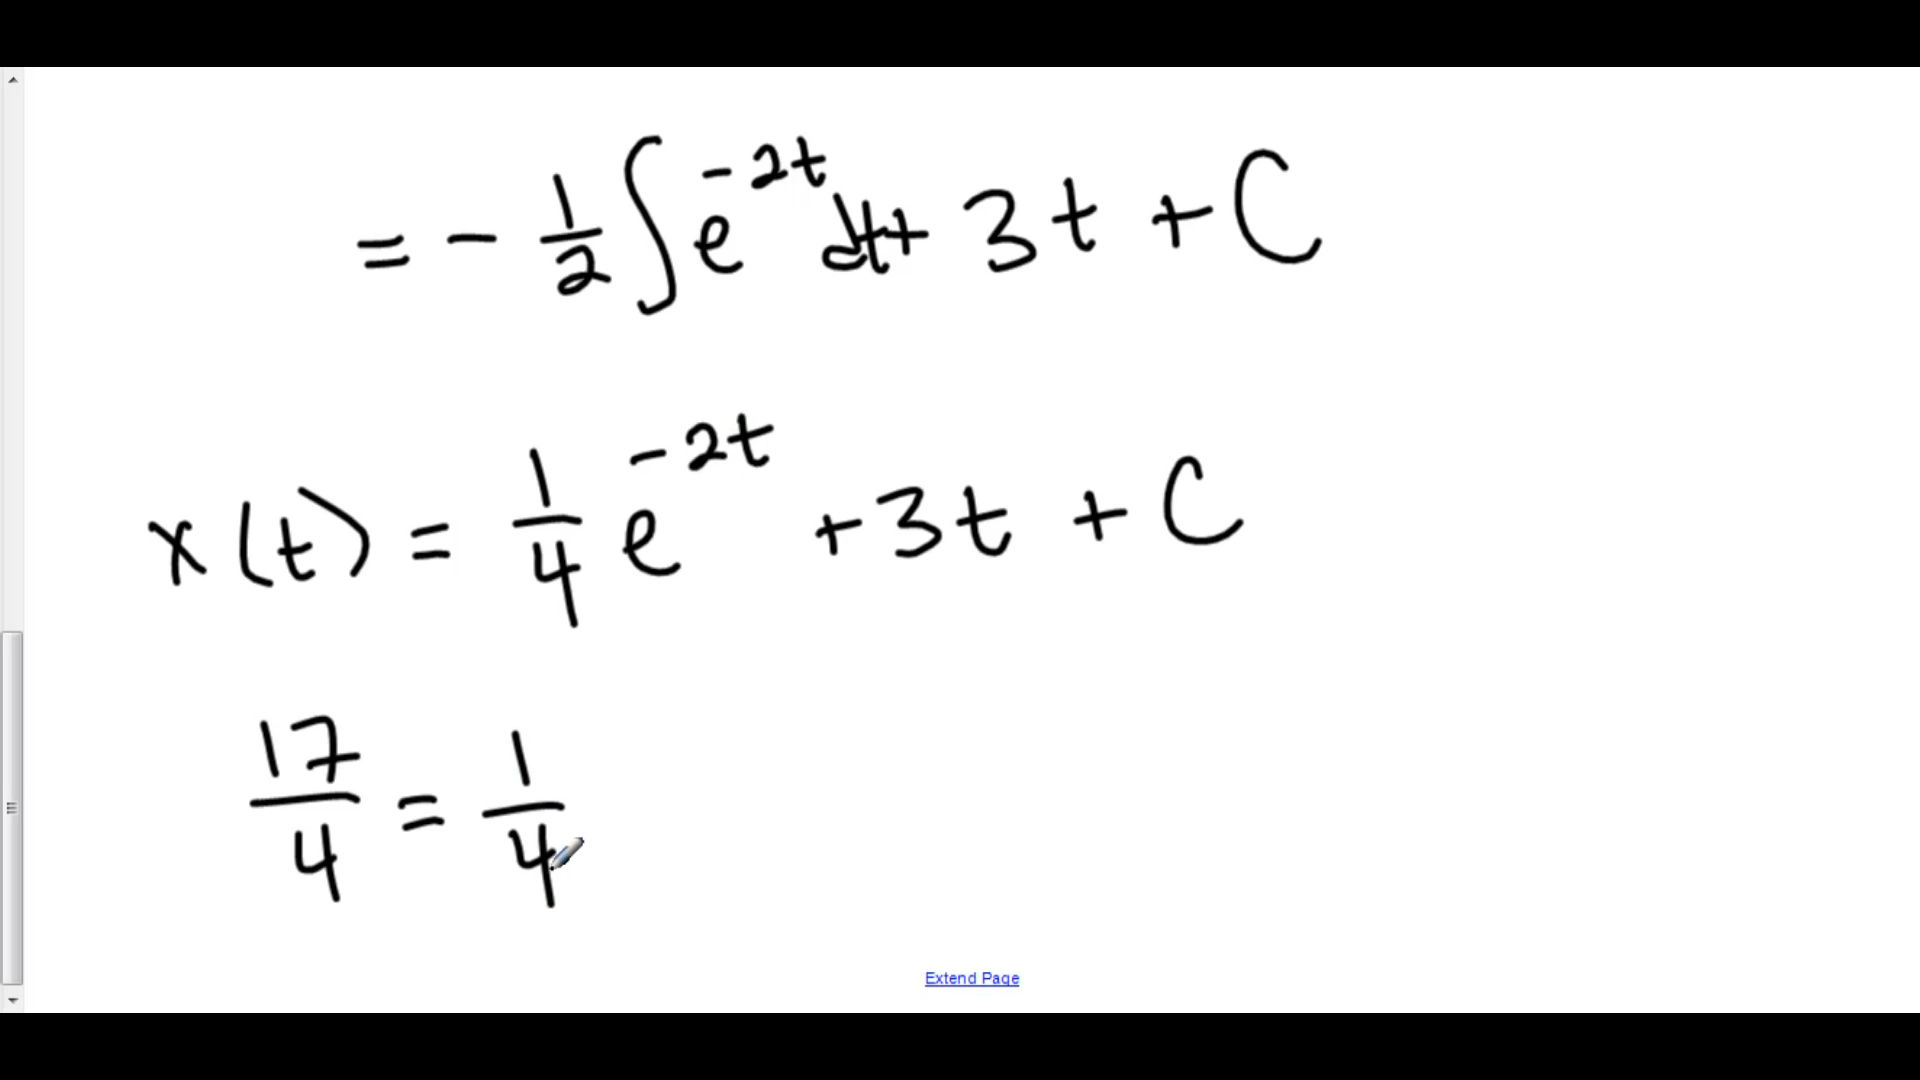 = - 1/2 ∫ e^{-2t} dt + 3t + C
x(t) = 1/4 e^{-2t} + 3t + C
17/4 = 1/4
Extend Page